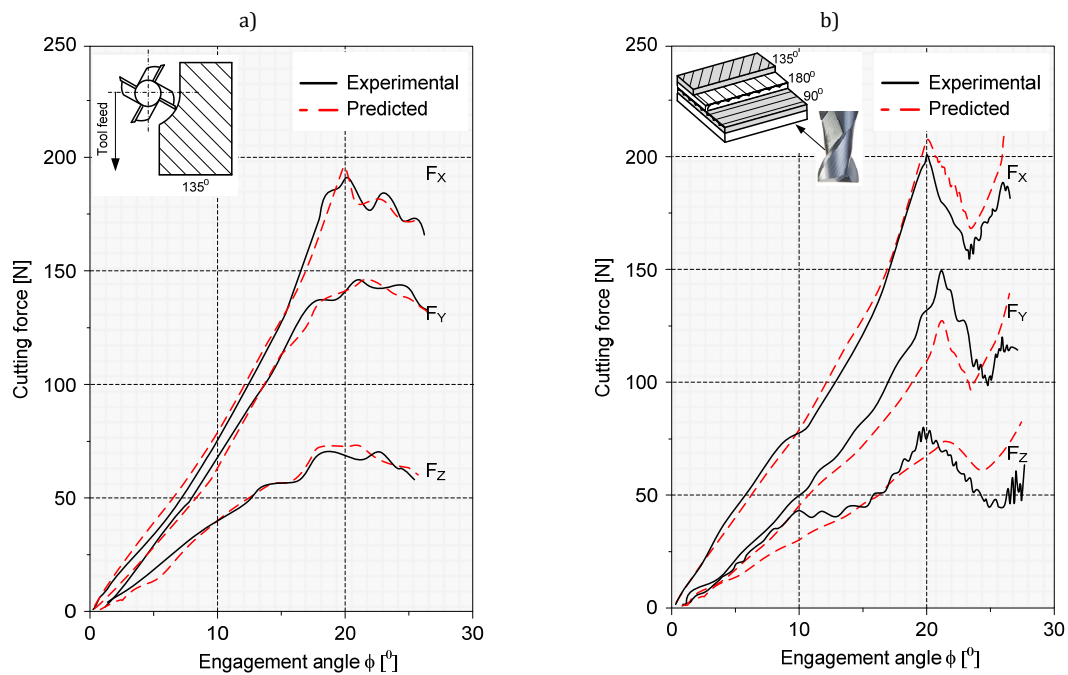 a)
250
200
150
100
50
0
0
10
20
30
Cutting force [N]
Engagement angle ϕ [⁰]
Tool feed
135⁰
Experimental
Predicted
F_X
F_Y
F_Z
b)
250
200
150
100
50
0
0
10
20
30
Cutting force [N]
Engagement angle ϕ [⁰]
135⁰
180⁰
90⁰
Experimental
Predicted
F_X
F_Y
F_Z